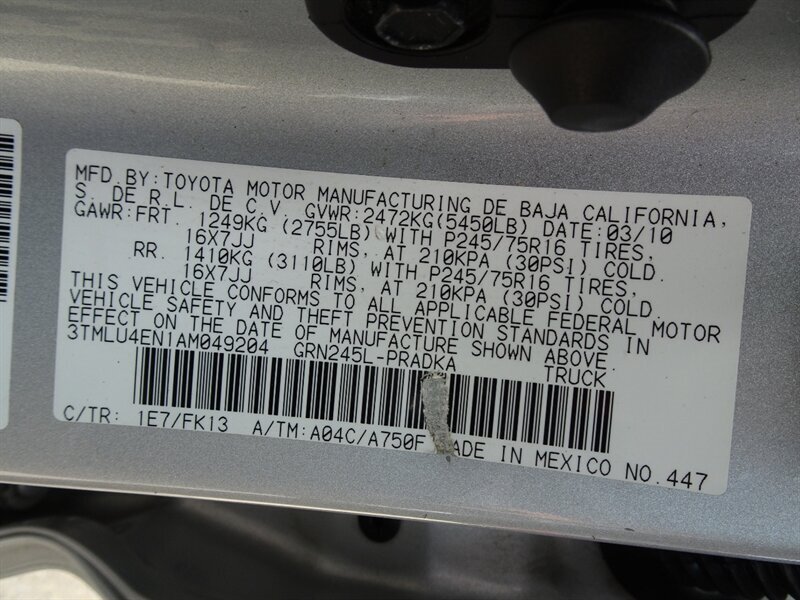 MFD.BY:TOYOTA MOTOR MANUFACTURING DE BAJA CALIFORNIA,
S. DE R.L. DE C.V. GVWR:2472KG(5450LB) DATE:03/10
GAWR:FRT. 1249KG (2755LB) WITH P245/75R16 TIRES,
16X7JJ RIMS, AT 210KPA (30PSI) COLD.
RR. 1410KG (3110LB) WITH P245/75R16 TIRES,
16X7JJ RIMS, AT 210KPA (30PSI) COLD.
THIS VEHICLE CONFORMS TO ALL APPLICABLE FEDERAL MOTOR
VEHICLE SAFETY AND THEFT PREVENTION STANDARDS IN
EFFECT ON THE DATE OF MANUFACTURE SHOWN ABOVE.
3TMLU4EN1AM049204 GRN245L-PRADKA TRUCK
C/TR: 1E7/FK13 A/TM:A04C/A750F ADE IN MEXICO NO.447